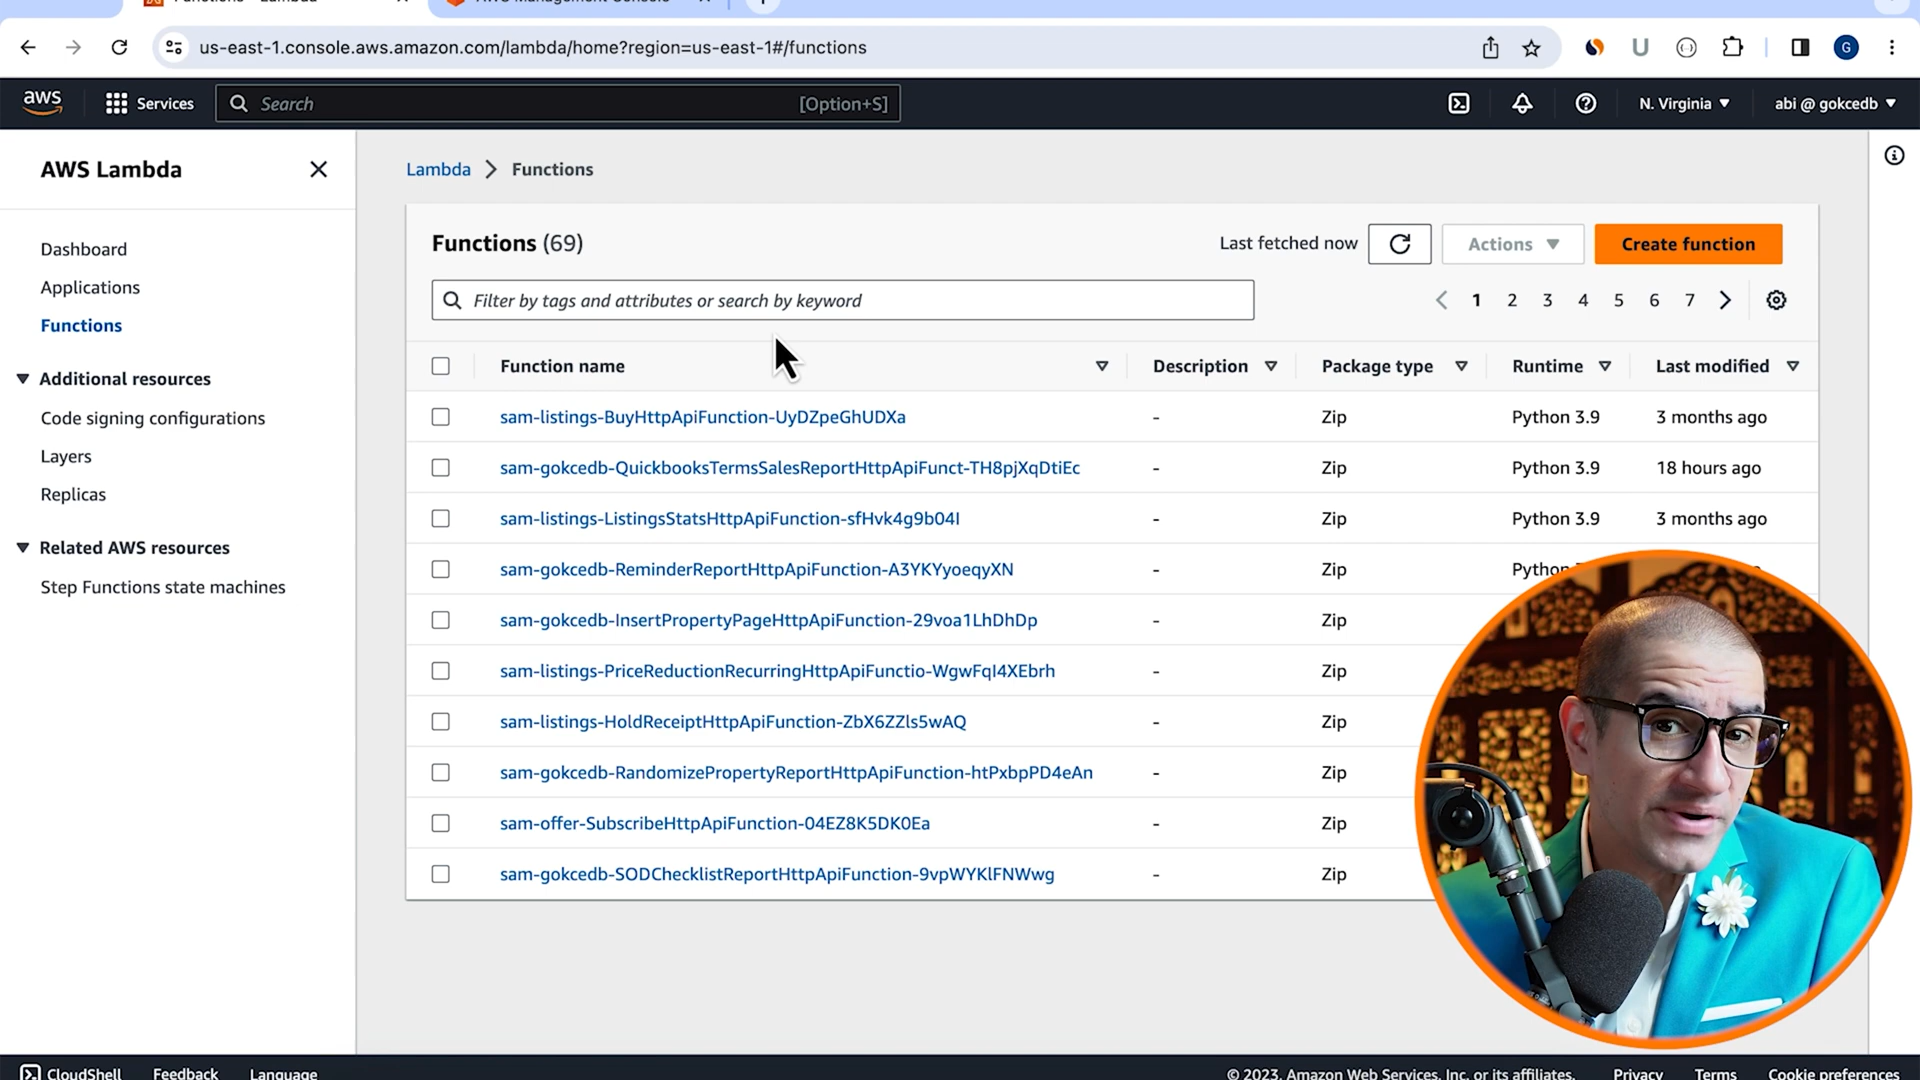 us-east-1.console.aws.amazon.com/lambda/home?region=us-east-1#/functions
G
aws
Services
Search
[Option+S]
N. Virginia
abi @ gokcedb
AWS Lambda
Dashboard
Applications
Functions
Additional resources
Code signing configurations
Layers
Replicas
Related AWS resources
Step Functions state machines
Lambda > Functions
Functions (69)
Last fetched now
Actions
Create function
Filter by tags and attributes or search by keyword
1 2 3 4 5 6 7
Function name Description Package type Runtime Last modified
sam-listings-BuyHttpApiFunction-UyDZpeGhUDXa - Zip Python 3.9 3 months ago
sam-gokcedb-QuickbooksTermsSalesReportHttpApiFunct-TH8pjXqDtiEc - Zip Python 3.9 18 hours ago
sam-listings-ListingsStatsHttpApiFunction-sfHvk4g9b04I - Zip Python 3.9 3 months ago
sam-gokcedb-ReminderReportHttpApiFunction-A3YKYyoeqyXN - Zip Python
sam-gokcedb-InsertPropertyPageHttpApiFunction-29voa1LhDhDp - Zip
sam-listings-PriceReductionRecurringHttpApiFunctio-WgwFqI4XEbrh - Zip
sam-listings-HoldReceiptHttpApiFunction-ZbX6ZZls5wAQ - Zip
sam-gokcedb-RandomizePropertyReportHttpApiFunction-htPxbpPD4eAn - Zip
sam-offer-SubscribeHttpApiFunction-04EZ8K5DK0Ea - Zip
sam-gokcedb-SODChecklistReportHttpApiFunction-9vpWYKlFNWwg - Zip
CloudShell Feedback Language
© 2023, Amazon Web Services, Inc. or its affiliates. Privacy Terms Cookie preferences